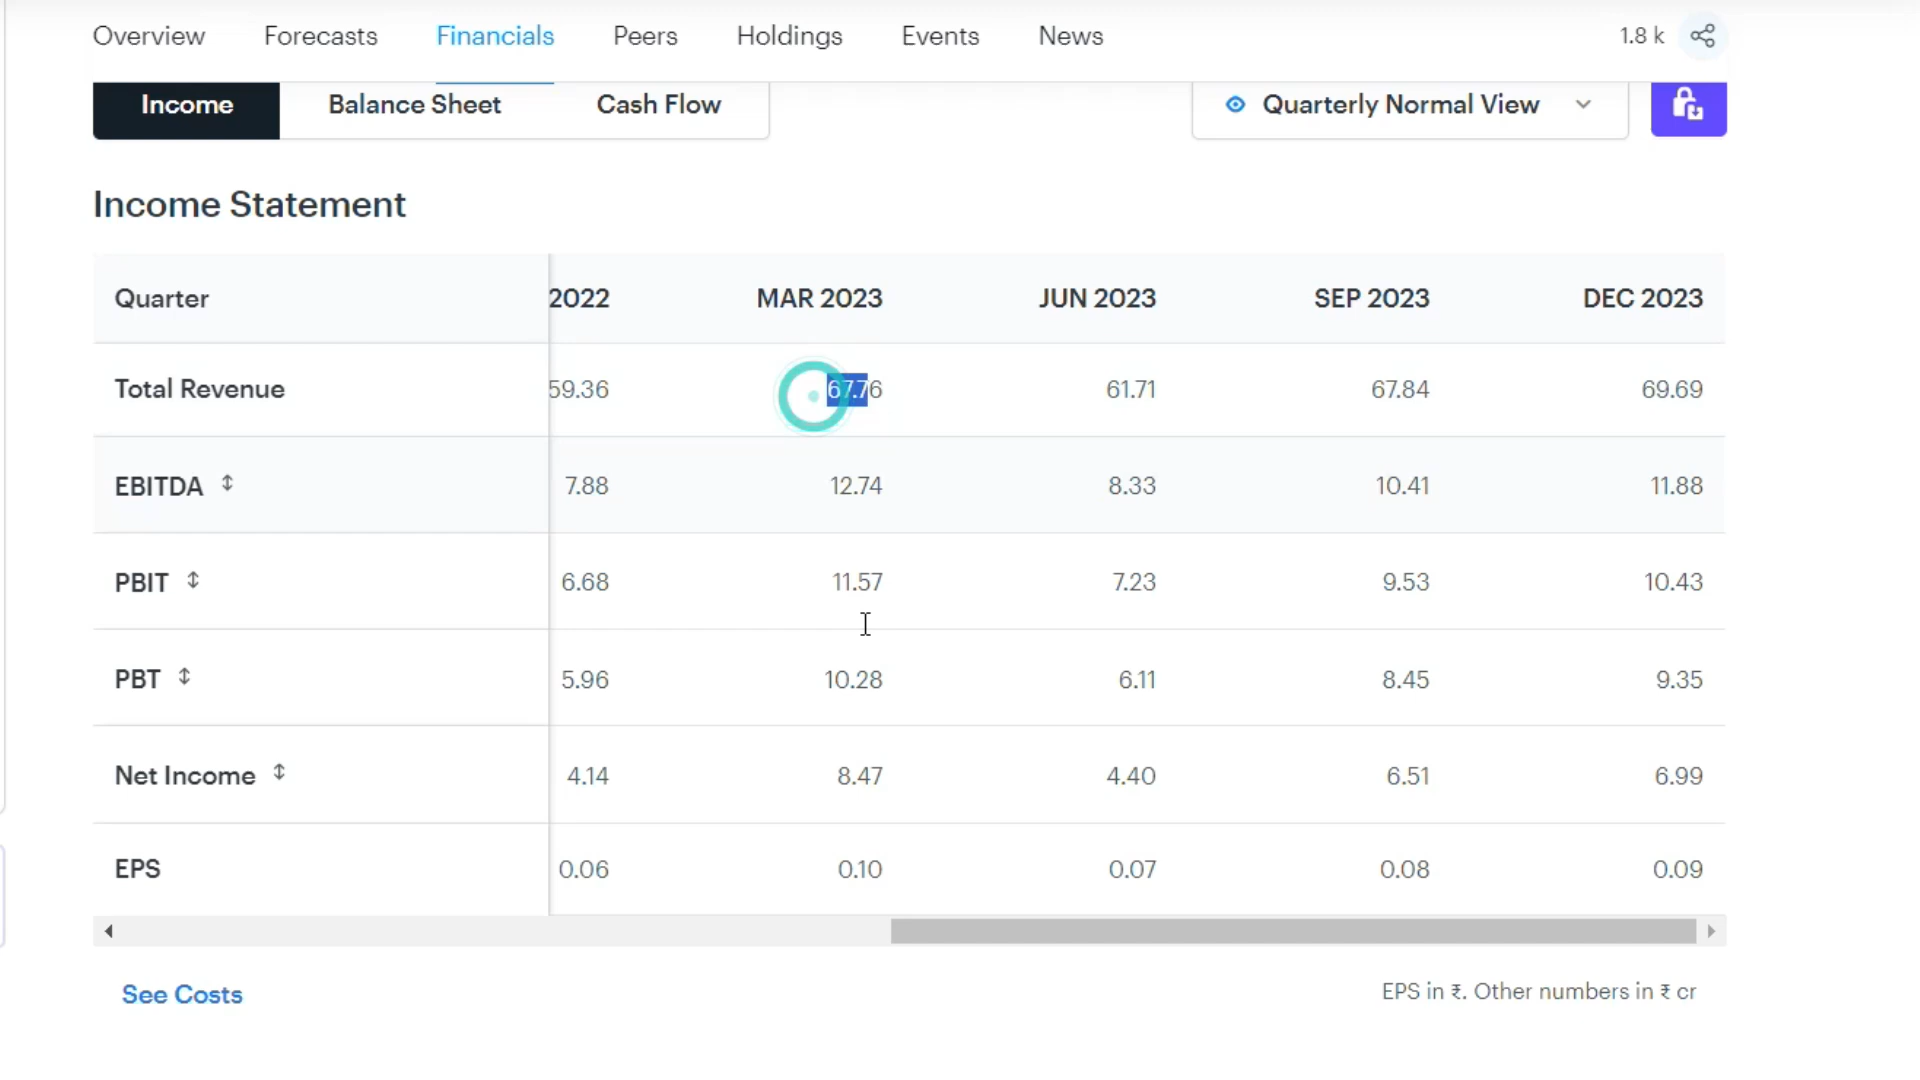 Overview Forecasts Financials Peers Holdings Events News 1.8 k
Income Balance Sheet Cash Flow Quarterly Normal View
Income Statement
Quarter 2022 MAR 2023 JUN 2023 SEP 2023 DEC 2023
Total Revenue 59.36 67.76 61.71 67.84 69.69
EBITDA 7.88 12.74 8.33 10.41 11.88
PBIT 6.68 11.57 7.23 9.53 10.43
PBT 5.96 10.28 6.11 8.45 9.35
Net Income 4.14 8.47 4.40 6.51 6.99
EPS 0.06 0.10 0.07 0.08 0.09
See Costs EPS in ₹. Other numbers in ₹ cr